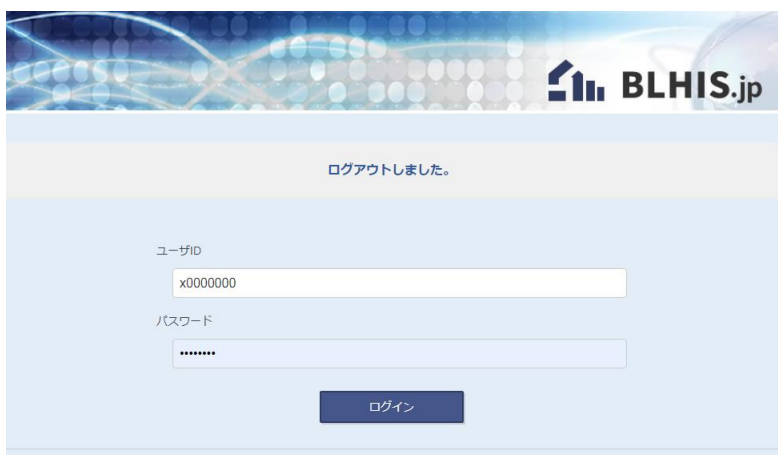 BLHIS.jp
ログアウトしました。
ユーザID
x0000000
パスワード
••••••••
ログイン